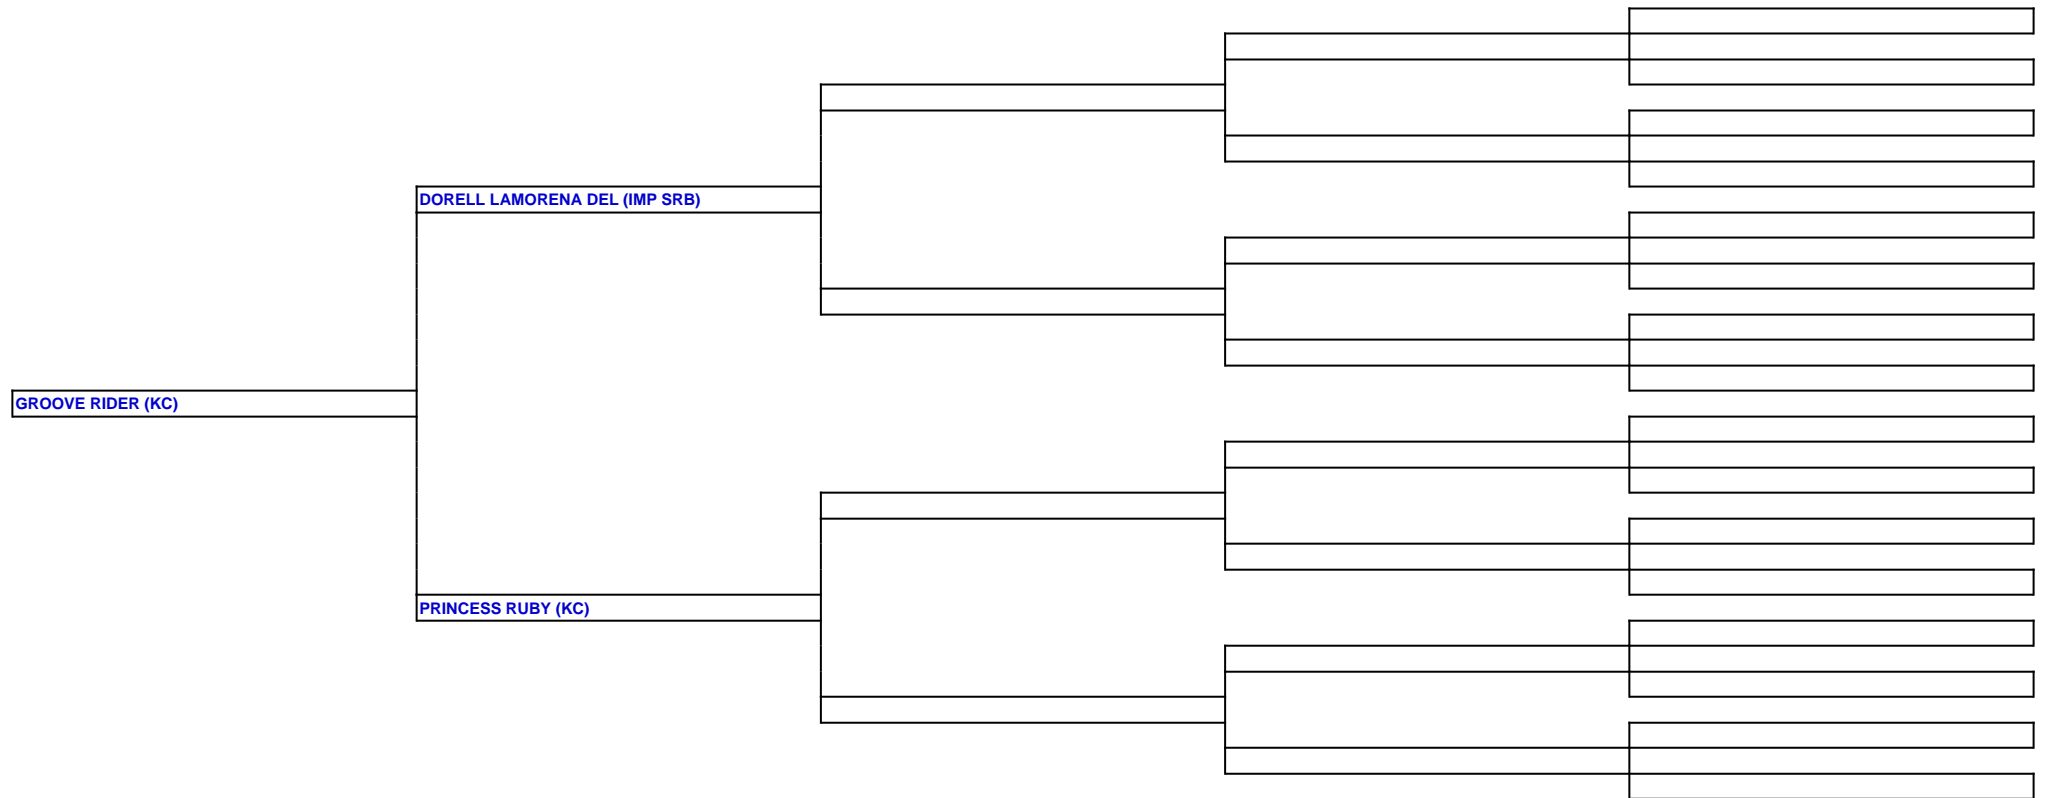 DORELL LAMORENA DEL (IMP SRB)
GROOVE RIDER (KC)
PRINCESS RUBY (KC)